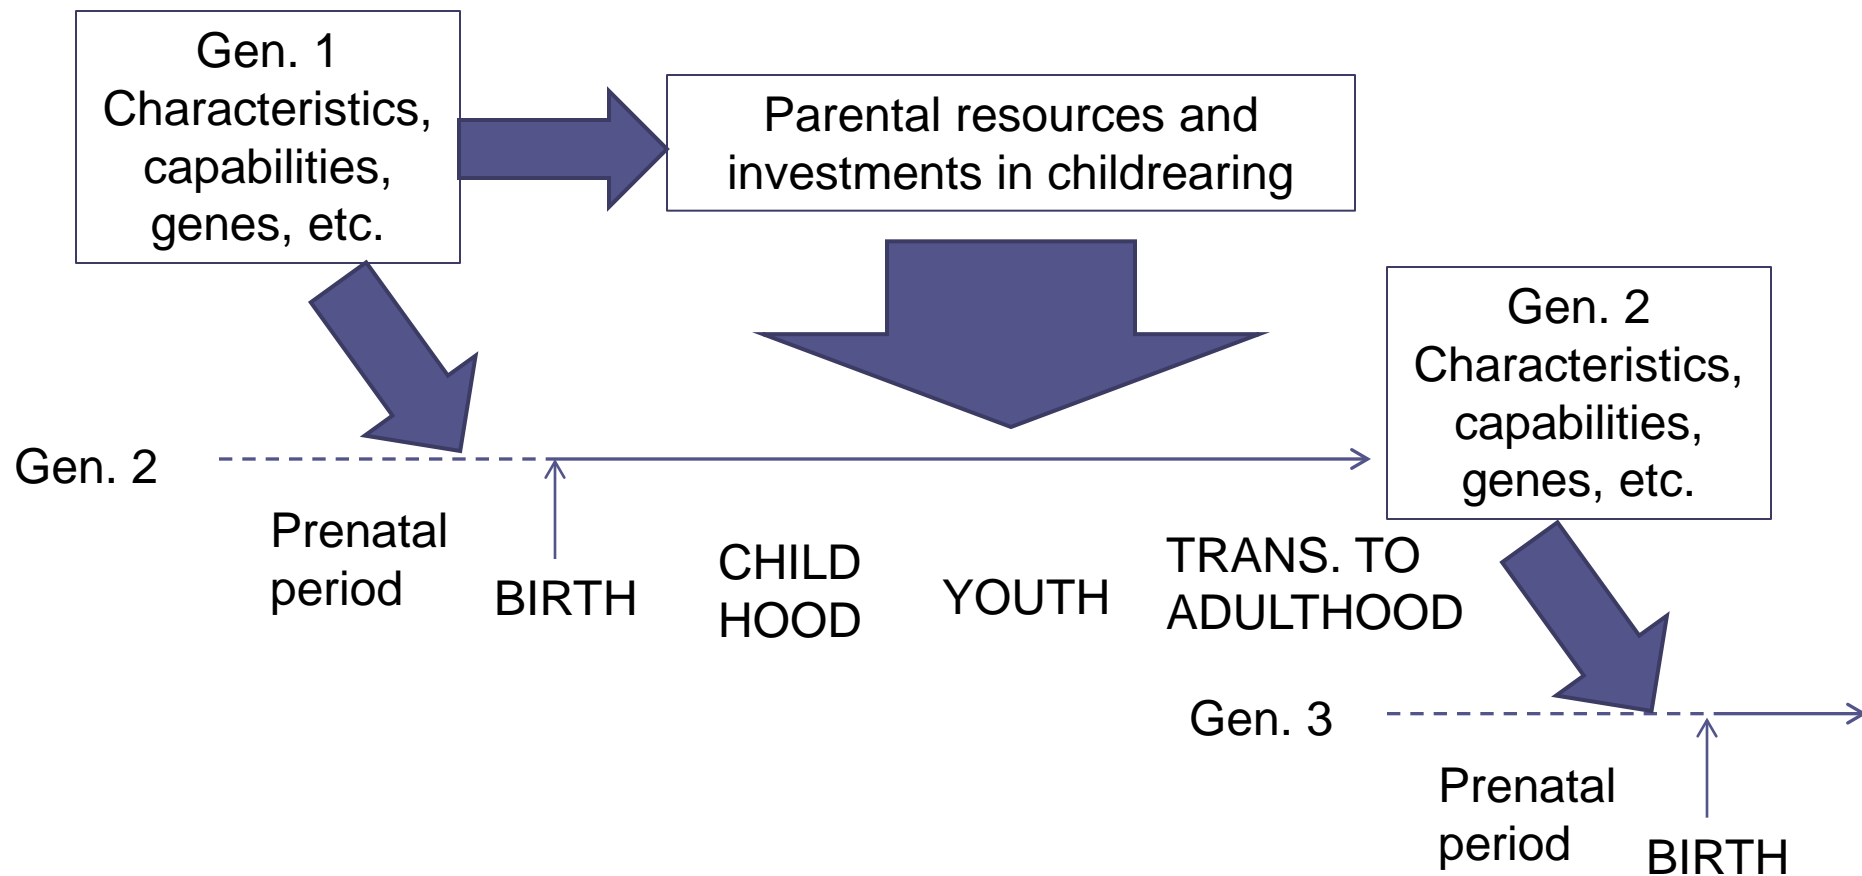 Gen. 1
Characteristics,
capabilities,
genes, etc.
Parental resources and
investments in childrearing
Gen. 2
Characteristics,
capabilities,
genes, etc.
Gen. 2
Prenatal
period
BIRTH
CHILD
HOOD
YOUTH
TRANS. TO
ADULTHOOD
Gen. 3
Prenatal
period
BIRTH